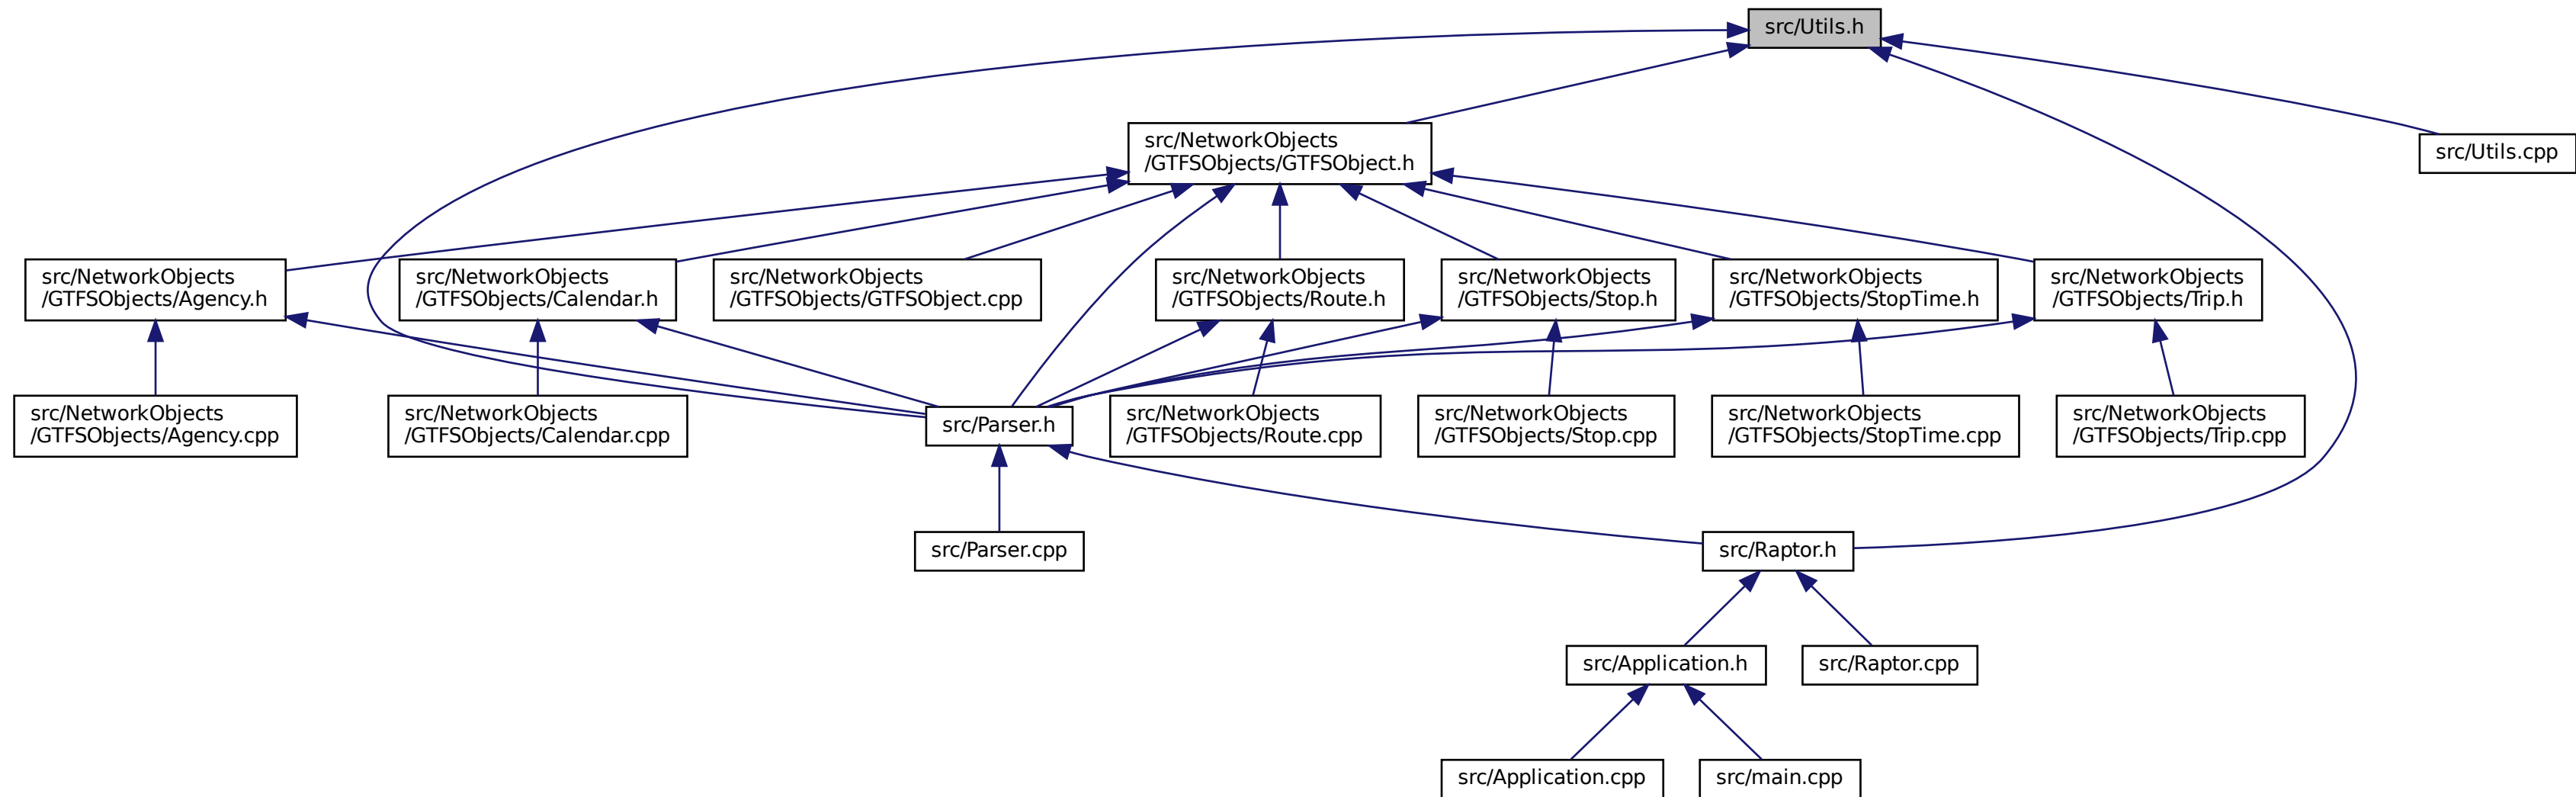 src/Utils.h
src/NetworkObjects
/GTFSObjects/GTFSObject.h
src/Utils.cpp
src/NetworkObjects
/GTFSObjects/Agency.h
src/NetworkObjects
/GTFSObjects/Calendar.h
src/NetworkObjects
/GTFSObjects/GTFSObject.cpp
src/NetworkObjects
/GTFSObjects/Route.h
src/NetworkObjects
/GTFSObjects/Stop.h
src/NetworkObjects
/GTFSObjects/StopTime.h
src/NetworkObjects
/GTFSObjects/Trip.h
src/NetworkObjects
/GTFSObjects/Agency.cpp
src/NetworkObjects
/GTFSObjects/Calendar.cpp
src/Parser.h
src/NetworkObjects
/GTFSObjects/Route.cpp
src/NetworkObjects
/GTFSObjects/Stop.cpp
src/NetworkObjects
/GTFSObjects/StopTime.cpp
src/NetworkObjects
/GTFSObjects/Trip.cpp
src/Parser.cpp
src/Raptor.h
src/Application.h
src/Raptor.cpp
src/Application.cpp
src/main.cpp